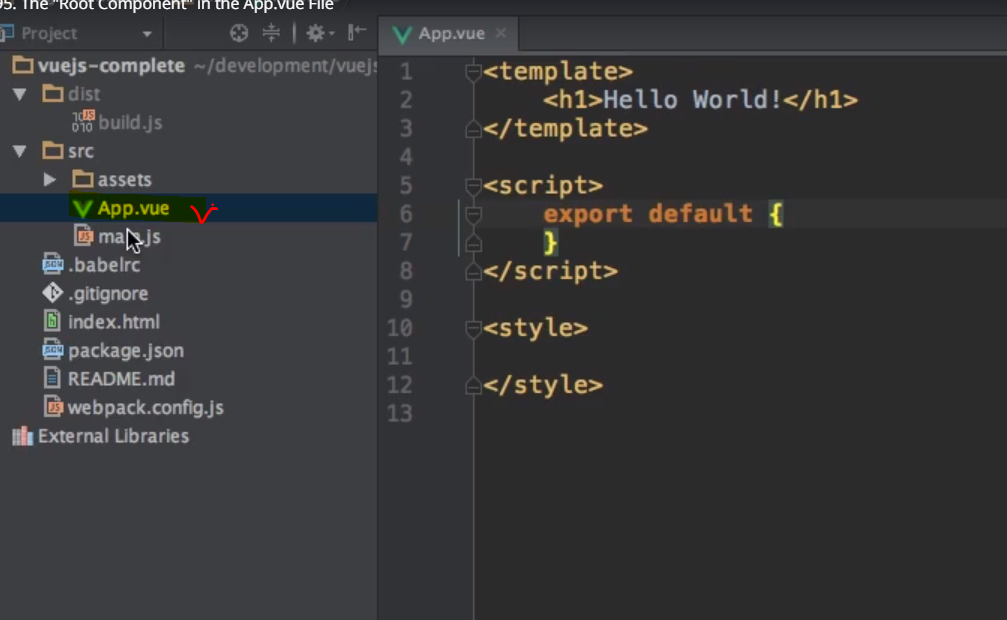 95. The "Root Component" in the App.vue File
Project
App.vue
vuejs-complete ~/development/vuejs
dist
build.js
src
assets
App.vue
main.js
.babelrc
.gitignore
index.html
package.json
README.md
webpack.config.js
External Libraries
1 <template>
2 <h1>Hello World!</h1>
3 </template>
4
5 <script>
6 export default {
7 }
8 </script>
9
10 <style>
11
12 </style>
13